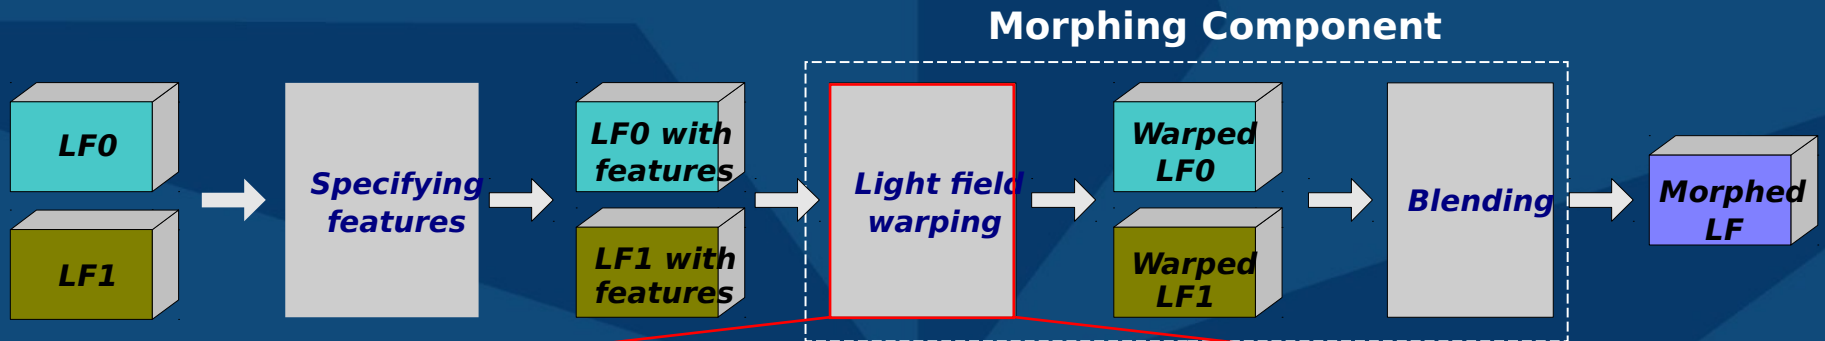 Morphing Component
LF0
LF1
Specifying
features
LF0 with
features
LF1 with
features
Light field
warping
Warped
LF0
Warped
LF1
Blending
Morphed
LF